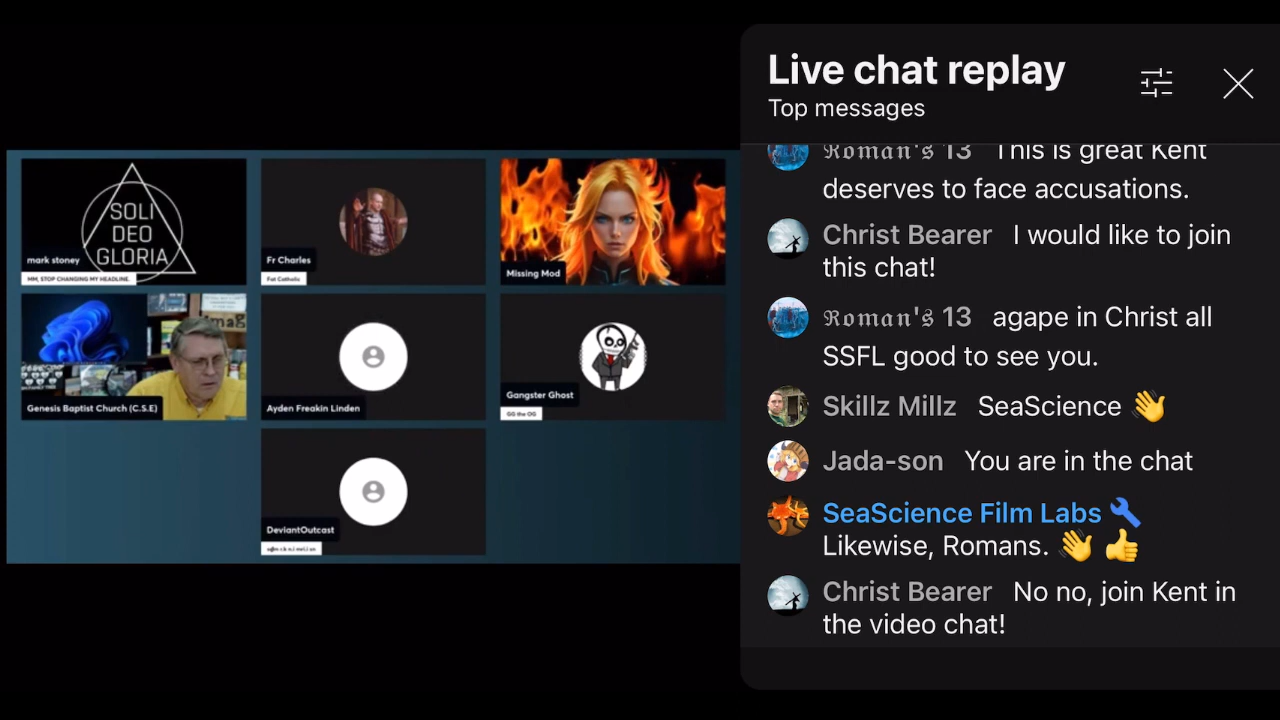 SOLI
DEO
GLORIA
mark stoney
MM, STOP CHANGING MY HEADLINE.
Fr Charles
Fat Catholic
Missing Mod
Genesis Baptist Church (C.S.E)
Ayden Freakin Linden
Gangster Ghost
GG the OG
DeviantOutcast
Live chat replay
Top messages
𝕽𝖔𝖒𝖆𝖓'𝖘 13 This is great Kent
deserves to face accusations.
Christ Bearer I would like to join
this chat!
𝕽𝖔𝖒𝖆𝖓'𝖘 13 agape in Christ all
SSFL good to see you.
Skillz Millz SeaScience 👋
Jada-son You are in the chat
SeaScience Film Labs 🔧
Likewise, Romans. 👋 👍
Christ Bearer No no, join Kent in
the video chat!